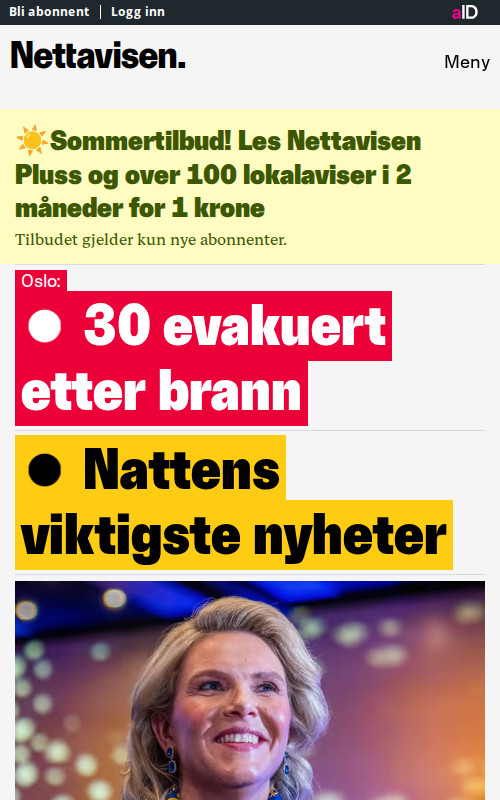 Bli abonnent | Logg inn
aID
Nettavisen.
Meny
☀️Sommertilbud! Les Nettavisen
Pluss og over 100 lokalaviser i 2
måneder for 1 krone
Tilbudet gjelder kun nye abonnenter.
Oslo:
● 30 evakuert
etter brann
● Nattens
viktigste nyheter